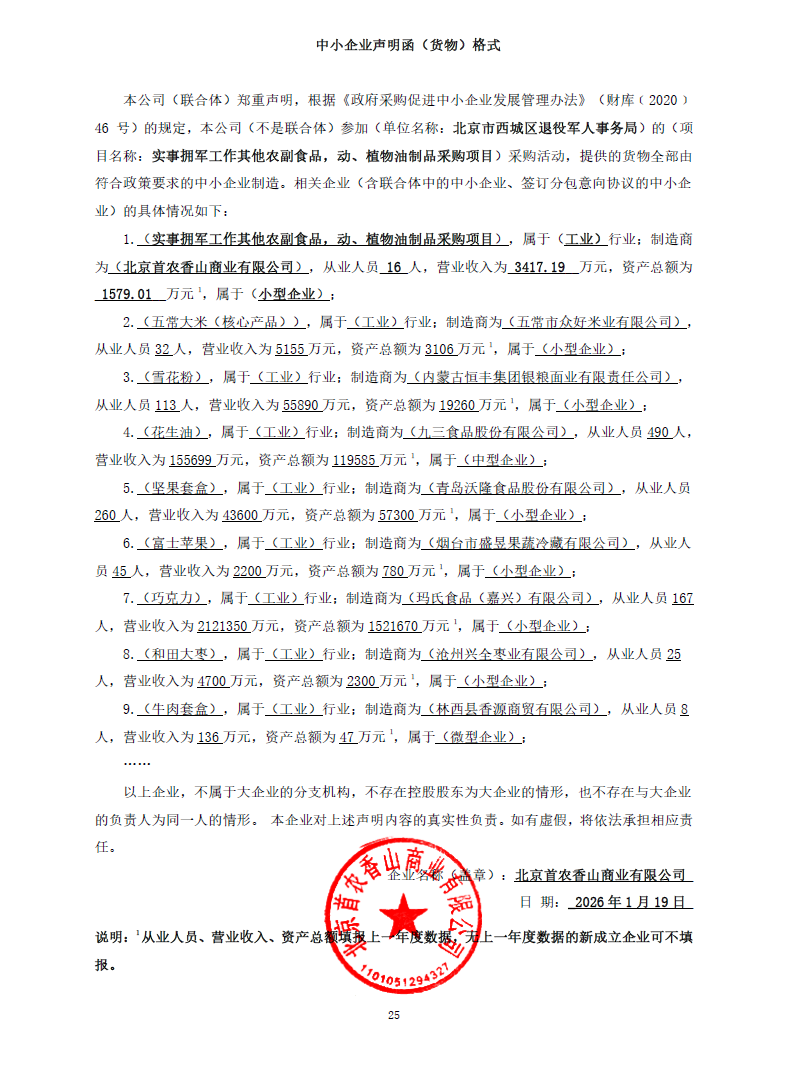 中小企业声明函（货物）格式
本公司（联合体）郑重声明，根据《政府采购促进中小企业发展管理办法》（财库﹝2020﹞
46 号）的规定，本公司（不是联合体）参加（单位名称：北京市西城区退役军人事务局）的（项
目名称：实事拥军工作其他农副食品，动、植物油制品采购项目）采购活动，提供的货物全部由
符合政策要求的中小企业制造。相关企业（含联合体中的中小企业、签订分包意向协议的中小企
业）的具体情况如下：
1.（实事拥军工作其他农副食品，动、植物油制品采购项目），属于（工业）行业；制造商
为（北京首农香山商业有限公司），从业人员 16 人，营业收入为 3417.19 万元，资产总额为
1579.01 万元¹，属于（小型企业）；
2.（五常大米（核心产品）），属于（工业）行业；制造商为（五常市众好米业有限公司），
从业人员 32 人，营业收入为 5155 万元，资产总额为 3106 万元¹，属于（小型企业）；
3.（雪花粉），属于（工业）行业；制造商为（内蒙古恒丰集团银粮面业有限责任公司），
从业人员 113 人，营业收入为 55890 万元，资产总额为 19260 万元¹，属于（小型企业）；
4.（花生油），属于（工业）行业；制造商为（九三食品股份有限公司），从业人员 490 人，
营业收入为 155699 万元，资产总额为 119585 万元¹，属于（中型企业）；
5.（坚果套盒），属于（工业）行业；制造商为（青岛沃隆食品股份有限公司），从业人员
260 人，营业收入为 43600 万元，资产总额为 57300 万元¹，属于（小型企业）；
6.（富士苹果），属于（工业）行业；制造商为（烟台市盛昱果蔬冷藏有限公司），从业人
员 45 人，营业收入为 2200 万元，资产总额为 780 万元¹，属于（小型企业）；
7.（巧克力），属于（工业）行业；制造商为（玛氏食品（嘉兴）有限公司），从业人员 167
人，营业收入为 2121350 万元，资产总额为 1521670 万元¹，属于（小型企业）；
8.（和田大枣），属于（工业）行业；制造商为（沧州兴全枣业有限公司），从业人员 25
人，营业收入为 4700 万元，资产总额为 2300 万元¹，属于（小型企业）；
9.（牛肉套盒），属于（工业）行业；制造商为（林西县香源商贸有限公司），从业人员 8
人，营业收入为 136 万元，资产总额为 47 万元¹，属于（微型企业）；
……
以上企业，不属于大企业的分支机构，不存在控股股东为大企业的情形，也不存在与大企业
的负责人为同一人的情形。 本企业对上述声明内容的真实性负责。如有虚假，将依法承担相应责
任。
企业名称（盖章）：北京首农香山商业有限公司
日 期： 2026 年 1 月 19 日
北京首农香山商业有限公司
1101051294327
说明：¹从业人员、营业收入、资产总额填报上一年度数据，无上一年度数据的新成立企业可不填
报。
25